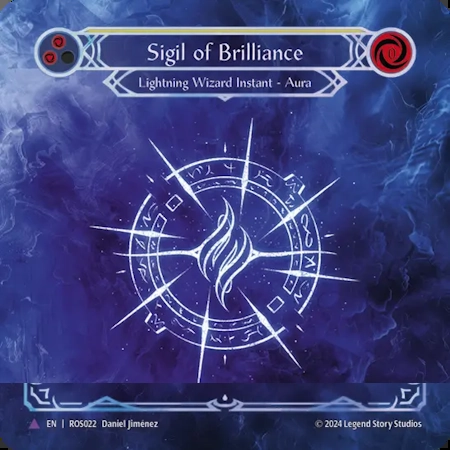 Sigil of Brilliance
Lightning Wizard Instant - Aura
EN | ROS022 Daniel Jiménez
© 2024 Legend Story Studios